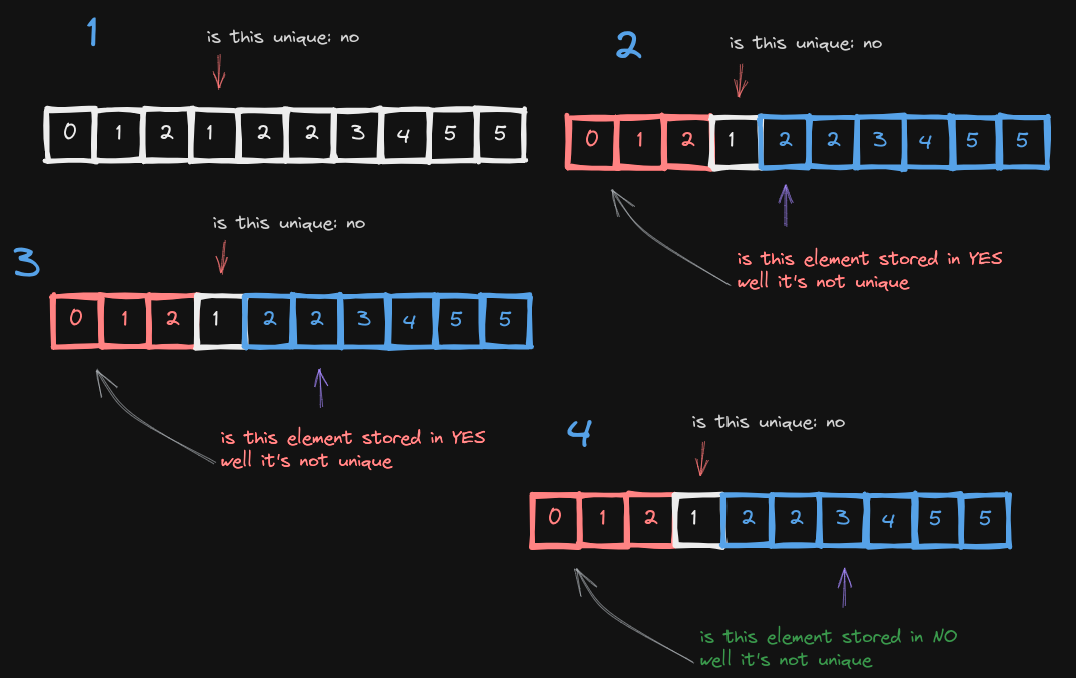 1
is this unique: no
0 1 2 1 2 2 3 4 5 5
2
is this unique: no
0 1 2 1 2 2 3 4 5 5
is this element stored in YES
well it's not unique
3
is this unique: no
0 1 2 1 2 2 3 4 5 5
is this element stored in YES
well it's not unique
4
is this unique: no
0 1 2 1 2 2 3 4 5 5
is this element stored in NO
well it's not unique